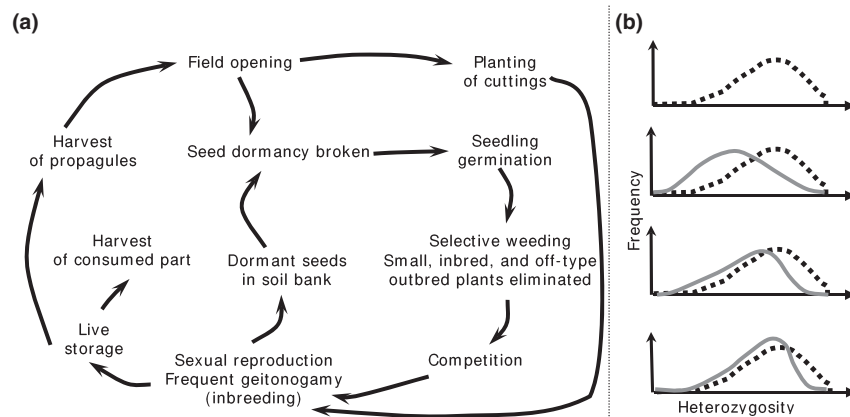 (a)
Field opening
Planting
of cuttings
Harvest
of propagules
Seed dormancy broken
Seedling
germination
Harvest
of consumed part
Dormant seeds
in soil bank
Selective weeding
Small, inbred, and off-type
outbred plants eliminated
Live
storage
Sexual reproduction
Frequent geitonogamy
(inbreeding)
Competition
(b)
Frequency
Heterozygosity